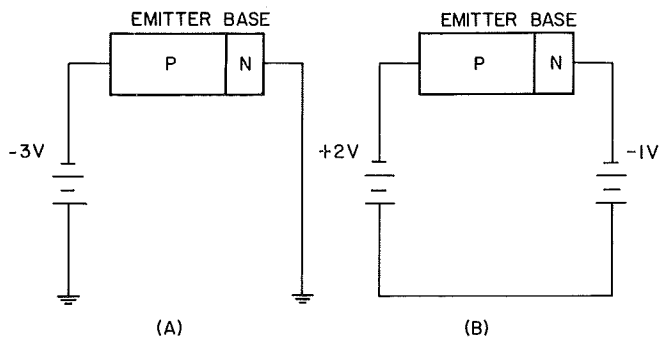 EMITTER BASE
P N
-3V
(A)
EMITTER BASE
P N
+2V
-1V
(B)